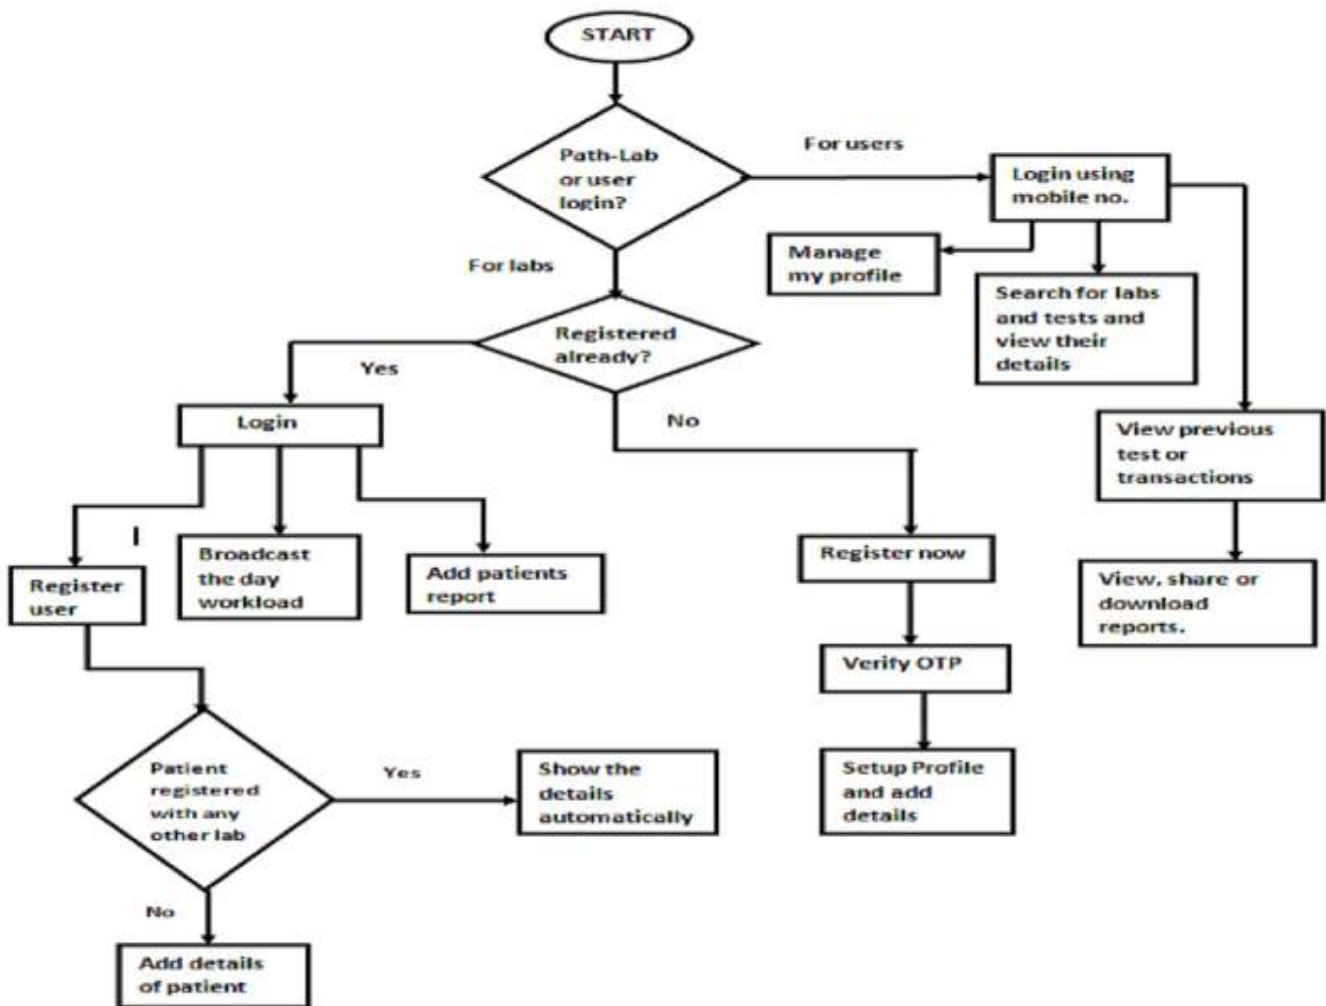 START
For users
Path-Lab
or user
login?
Login using
mobile no.
Manage
my profile
For labs
Search for labs
and tests and
view their
details
Registered
already?
Yes
No
Login
View previous
test or
transactions
Broadcast
the day
workload
Register now
Add patients
report
Register
user
View, share or
download
reports.
Verify OTP
Patient
registered
with any
other lab
Yes
Show the
details
automatically
Setup Profile
and add
details
No
Add details
of patient